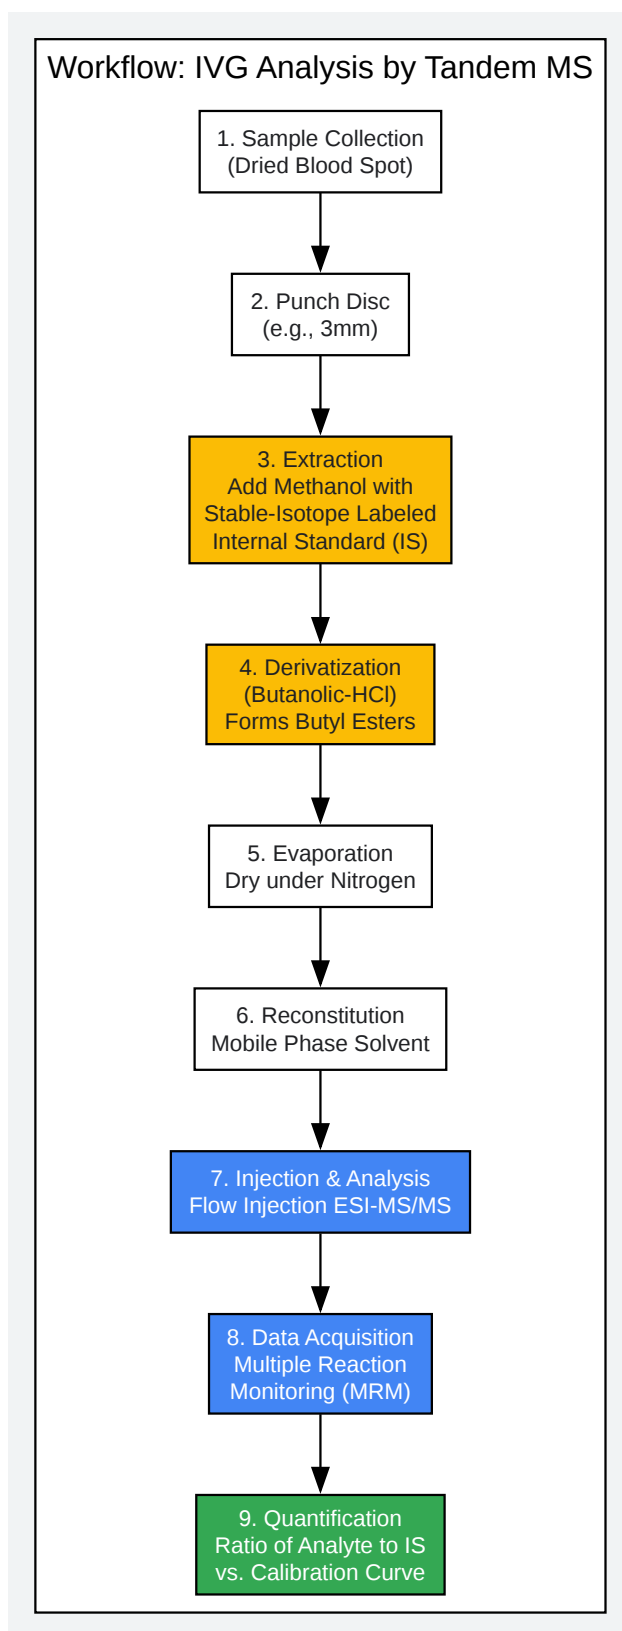 Workflow: IVG Analysis by Tandem MS
1. Sample Collection
(Dried Blood Spot)
2. Punch Disc
(e.g., 3mm)
3. Extraction
Add Methanol with
Stable-Isotope Labeled
Internal Standard (IS)
4. Derivatization
(Butanolic-HCl)
Forms Butyl Esters
5. Evaporation
Dry under Nitrogen
6. Reconstitution
Mobile Phase Solvent
7. Injection & Analysis
Flow Injection ESI-MS/MS
8. Data Acquisition
Multiple Reaction
Monitoring (MRM)
9. Quantification
Ratio of Analyte to IS
vs. Calibration Curve